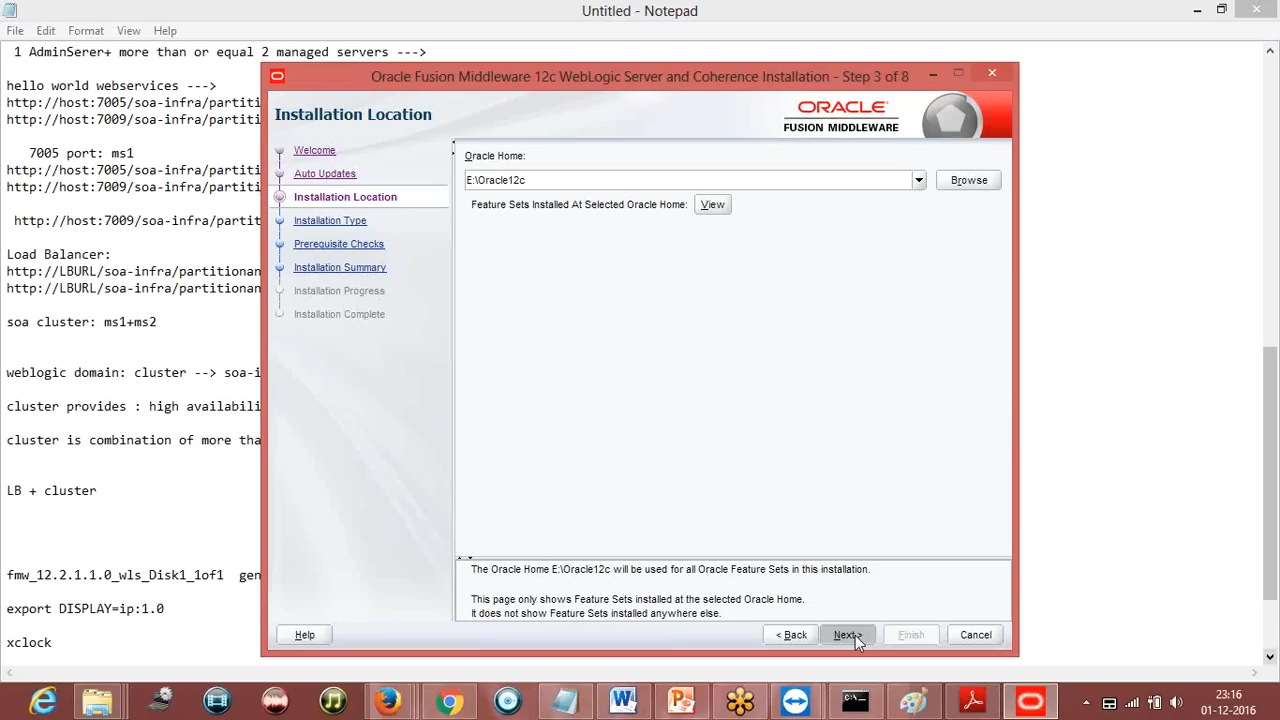 Untitled - Notepad
File Edit Format View Help
1 AdminSerer+ more than or equal 2 managed servers --->
hello world webservices --->
http://host:7005/soa-infra/partiti
http://host:7009/soa-infra/partiti
7005 port: ms1
http://host:7005/soa-infra/partiti
http://host:7009/soa-infra/partiti
http://host:7009/soa-infra/partit
Load Balancer:
http://LBURL/soa-infra/partitionan
http://LBURL/soa-infra/partitionan
soa cluster: ms1+ms2
weblogic domain: cluster --> soa-i
cluster provides : high availabili
cluster is combination of more tha
LB + cluster
fmw_12.2.1.1.0_wls_Disk1_1of1 gen
export DISPLAY=ip:1.0
xclock
Oracle Fusion Middleware 12c WebLogic Server and Coherence Installation - Step 3 of 8
Installation Location
ORACLE
FUSION MIDDLEWARE
Welcome
Auto Updates
Installation Location
Installation Type
Prerequisite Checks
Installation Summary
Installation Progress
Installation Complete
Oracle Home:
E:\Oracle12c
Browse
Feature Sets Installed At Selected Oracle Home: View
The Oracle Home E:\Oracle12c will be used for all Oracle Feature Sets in this installation.
This page only shows Feature Sets installed at the selected Oracle Home.
It does not show Feature Sets installed anywhere else.
Help < Back Next > Finish Cancel
23:16
01-12-2016